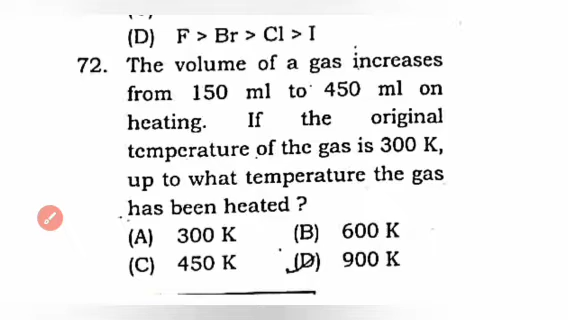 (D) F > Br > Cl > I
72. The volume of a gas increases
from 150 ml to 450 ml on
heating. If the original
temperature of the gas is 300 K,
up to what temperature the gas
has been heated ?
(A) 300 K (B) 600 K
(C) 450 K (D) 900 K